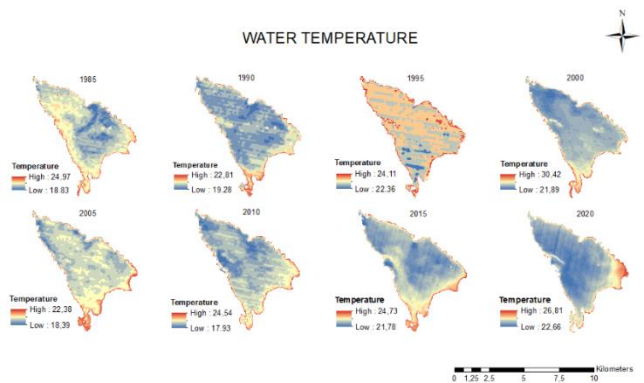 N
WATER TEMPERATURE
1985
1990
1995
2000
Temperature
High : 24,97
Low : 18.83
Temperature
High : 22,81
Low : 19.28
Temperature
24,11
22.36
Temperature
High : 30,42
Low : 21,89
2005
2010
2015
2020
Temperature
High : 22,38
Low : 18,39
Temperature
High : 24,54
Low : 17.93
Temperature
High : 24,73
Low : 21,78
Temperature
High : 26,81
Low : 22,66
Kilometers
0 1,25 2,5 5 7,5 10